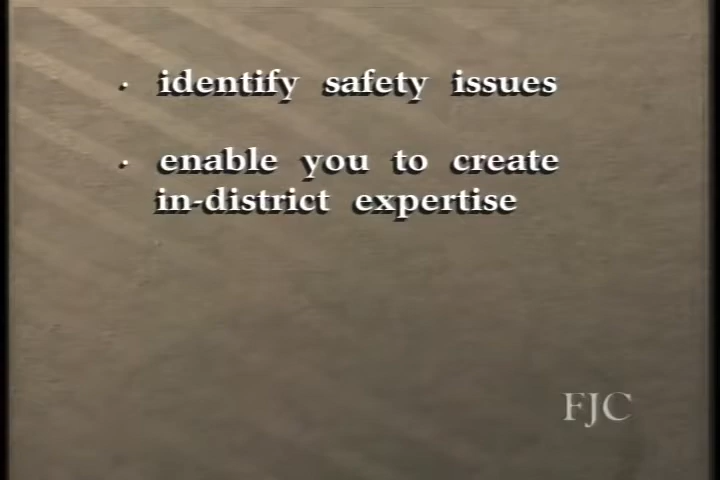 · identify safety issues
· enable you to create
in-district expertise
FJC